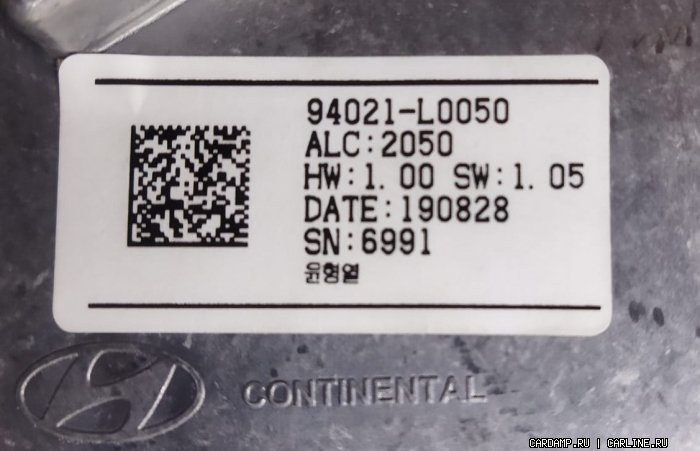 94021-L0050
ALC:2050
HW:1.00 SW:1.05
DATE:190828
SN:6991
윤형열
CONTINENTAL
CARDAMP.RU | CARLINE.RU